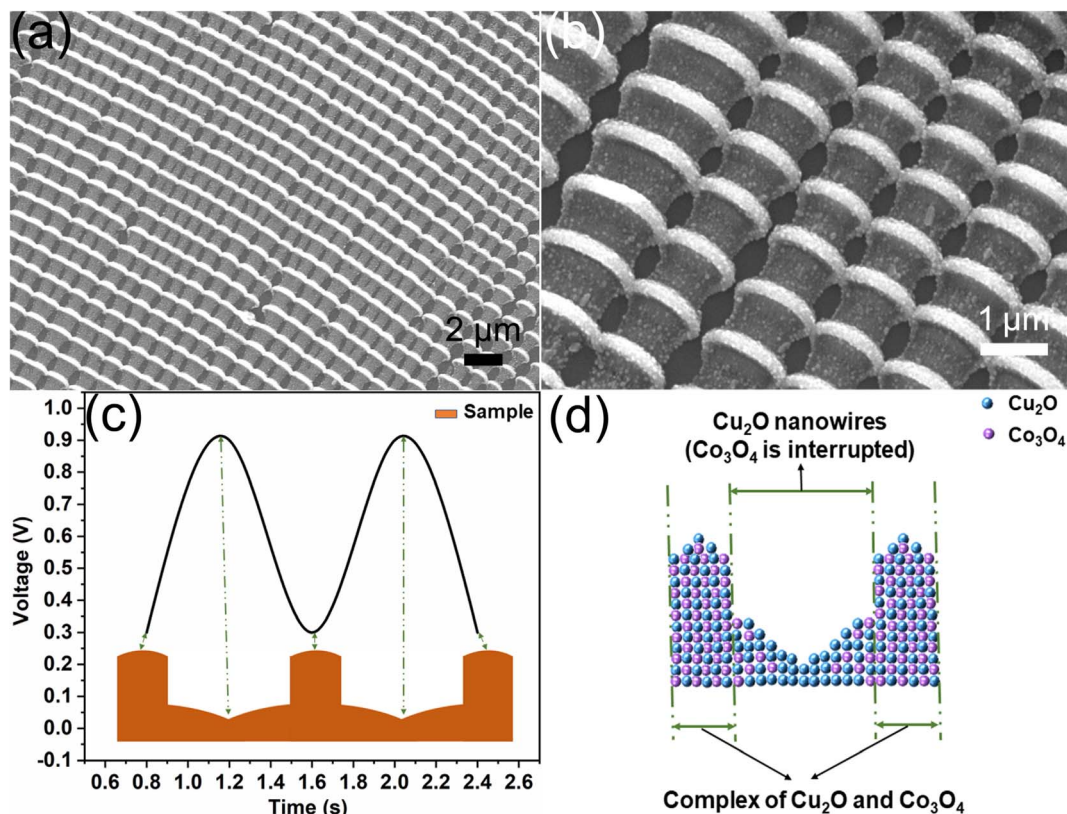 (a)
2 μm
(b)
1 μm
(c)
Sample
1.0
0.9
0.8
0.7
0.6
0.5
0.4
0.3
0.2
0.1
0.0
-0.1
Voltage (V)
0.6 0.8 1.0 1.2 1.4 1.6 1.8 2.0 2.2 2.4 2.6
Time (s)
(d)
Cu₂O
Co₃O₄
Cu₂O nanowires
(Co₃O₄ is interrupted)
Complex of Cu₂O and Co₃O₄